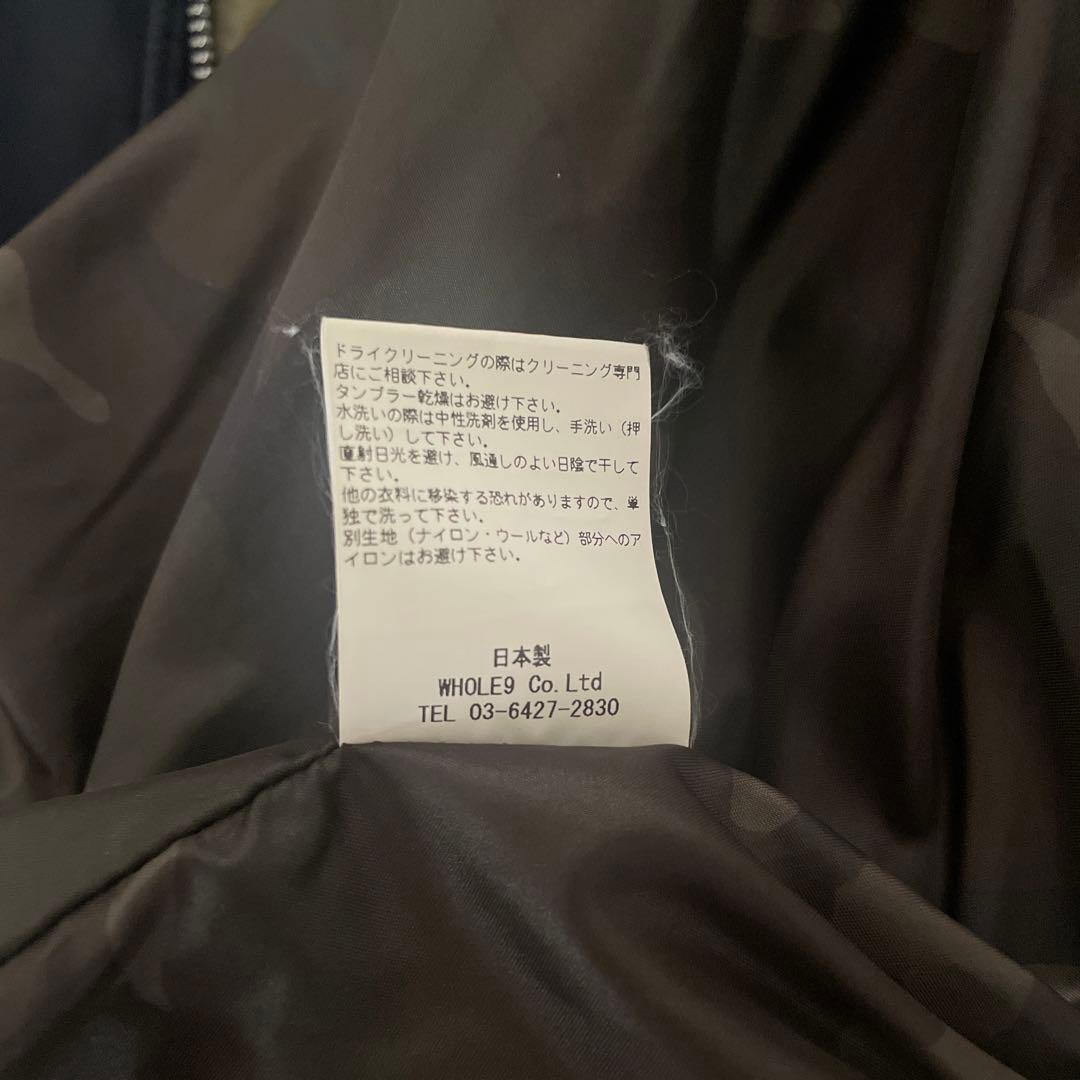 ドライクリーニングの際はクリーニング専門
店にご相談下さい.
タンブラー乾燥はお避け下さい.
水洗いの際は中性洗剤を使用し、手洗い（押
し洗い）して下さい.
直射日光を避け、風通しのよい日陰で干して
下さい.
他の衣料に移染する恐れがありますので、単
独で洗って下さい.
別生地（ナイロン・ウールなど）部分へのア
イロンはお避け下さい.
日本製
WHOLE9 Co.Ltd
TEL 03-6427-2830